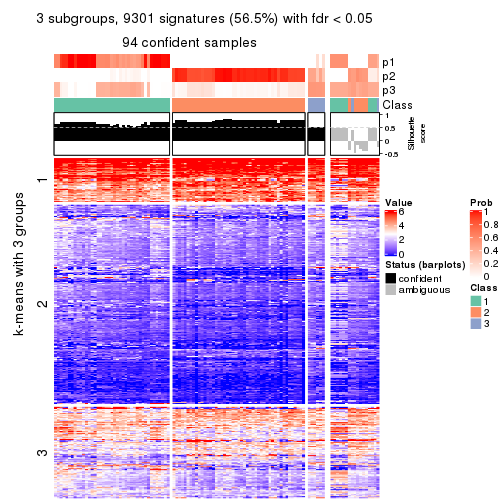 3 subgroups, 9301 signatures (56.5%) with fdr < 0.05
94 confident samples
p1
p2
p3
Class
1
0.5
0
-0.5
Silhouette
score
k-means with 3 groups
1
2
3
Value
6
4
2
0
Status (barplots)
confident
ambiguous
Prob
1
0.8
0.6
0.4
0.2
0
Class
1
2
3